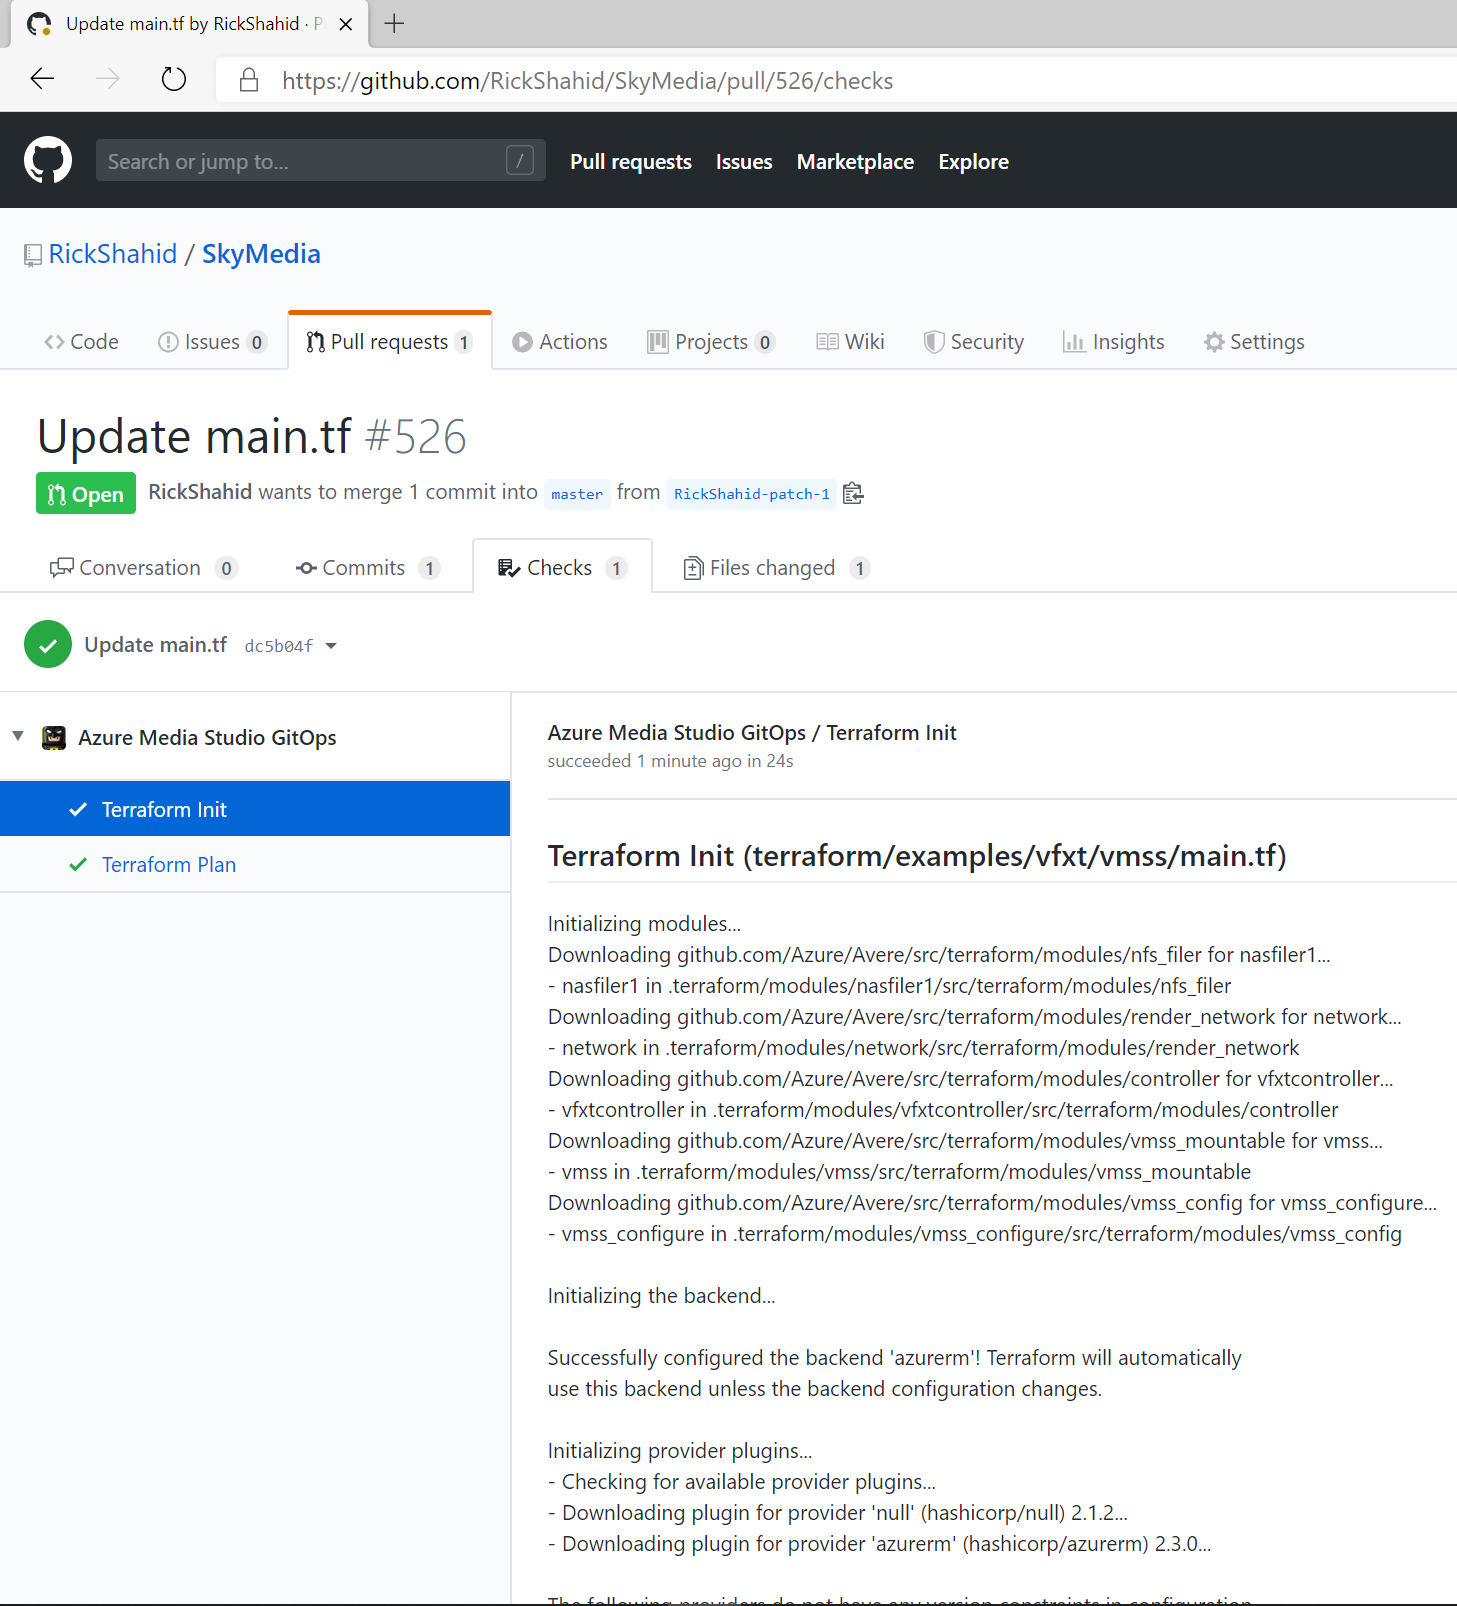 Update main.tf by RickShahid · P
https://github.com/RickShahid/SkyMedia/pull/526/checks
Search or jump to... /
Pull requests Issues Marketplace Explore
RickShahid / SkyMedia
Code Issues 0 Pull requests 1 Actions Projects 0 Wiki Security Insights Settings
Update main.tf #526
Open RickShahid wants to merge 1 commit into master from RickShahid-patch-1
Conversation 0 Commits 1 Checks 1 Files changed 1
Update main.tf dc5b04f
Azure Media Studio GitOps
Terraform Init
Terraform Plan
Azure Media Studio GitOps / Terraform Init
succeeded 1 minute ago in 24s
Terraform Init (terraform/examples/vfxt/vmss/main.tf)
Initializing modules...
Downloading github.com/Azure/Avere/src/terraform/modules/nfs_filer for nasfiler1...
- nasfiler1 in .terraform/modules/nasfiler1/src/terraform/modules/nfs_filer
Downloading github.com/Azure/Avere/src/terraform/modules/render_network for network...
- network in .terraform/modules/network/src/terraform/modules/render_network
Downloading github.com/Azure/Avere/src/terraform/modules/controller for vfxtcontroller...
- vfxtcontroller in .terraform/modules/vfxtcontroller/src/terraform/modules/controller
Downloading github.com/Azure/Avere/src/terraform/modules/vmss_mountable for vmss...
- vmss in .terraform/modules/vmss/src/terraform/modules/vmss_mountable
Downloading github.com/Azure/Avere/src/terraform/modules/vmss_config for vmss_configure...
- vmss_configure in .terraform/modules/vmss_configure/src/terraform/modules/vmss_config
Initializing the backend...
Successfully configured the backend 'azurerm'! Terraform will automatically
use this backend unless the backend configuration changes.
Initializing provider plugins...
- Checking for available provider plugins...
- Downloading plugin for provider 'null' (hashicorp/null) 2.1.2...
- Downloading plugin for provider 'azurerm' (hashicorp/azurerm) 2.3.0...
The following providers do not have any version constraints in configuration